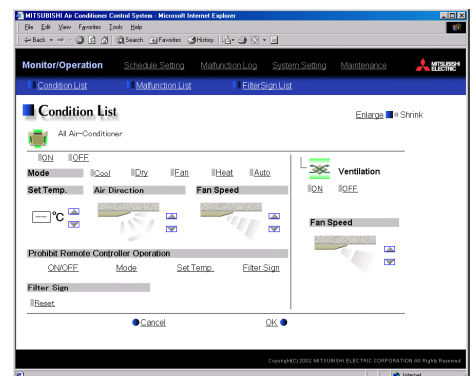 MITSUBISHI Air Conditioner Control System - Microsoft Internet Explorer
File Edit View Favorites Tools Help
Back Search Favorites History
Monitor/Operation Schedule Setting Malfunction Log System Setting Maintenance MITSUBISHI ELECTRIC
Condition List Malfunction List FilterSign List
Condition List
Enlarge Shrink
All Air-Conditioner
ON OFF
Mode Cool Dry Fan Heat Auto
Ventilation
ON OFF
Set Temp. Air Direction Fan Speed
-- °C
Fan Speed
Prohibit Remote Controller Operation
ON/OFF Mode Set Temp. Filter Sign
Filter Sign
Reset
Cancel OK
Copyright(C) 2002 MITSUBISHI ELECTRIC CORPORATION All Rights Reserved
Internet